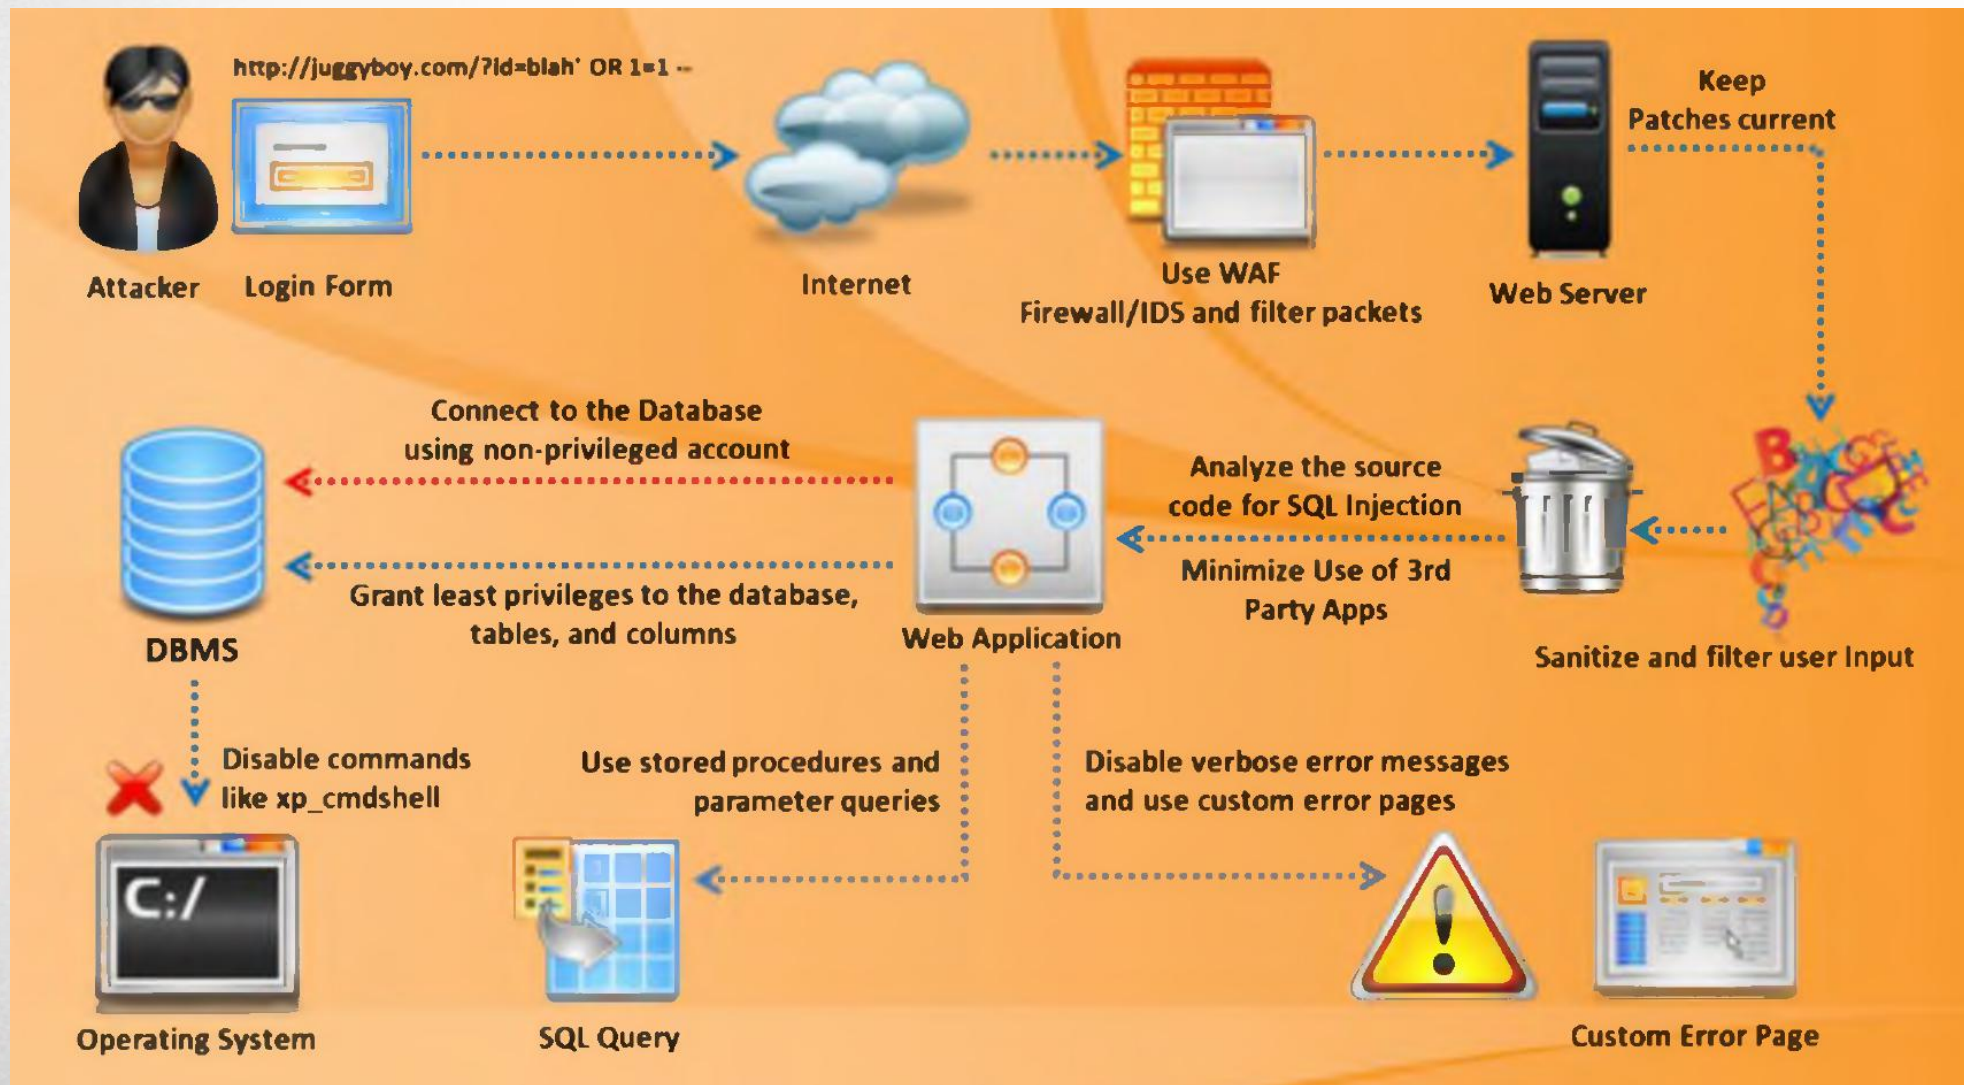 http://juggyboy.com/?id=blah' OR 1=1 --
Attacker
Login Form
Internet
Use WAF
Firewall/IDS and filter packets
Web Server
Keep
Patches current
Sanitize and filter user Input
Analyze the source
code for SQL Injection
Minimize Use of 3rd
Party Apps
Web Application
Connect to the Database
using non-privileged account
Grant least privileges to the database,
tables, and columns
DBMS
Disable commands
like xp_cmdshell
C:/
Operating System
Use stored procedures and
parameter queries
SQL Query
Disable verbose error messages
and use custom error pages
Custom Error Page